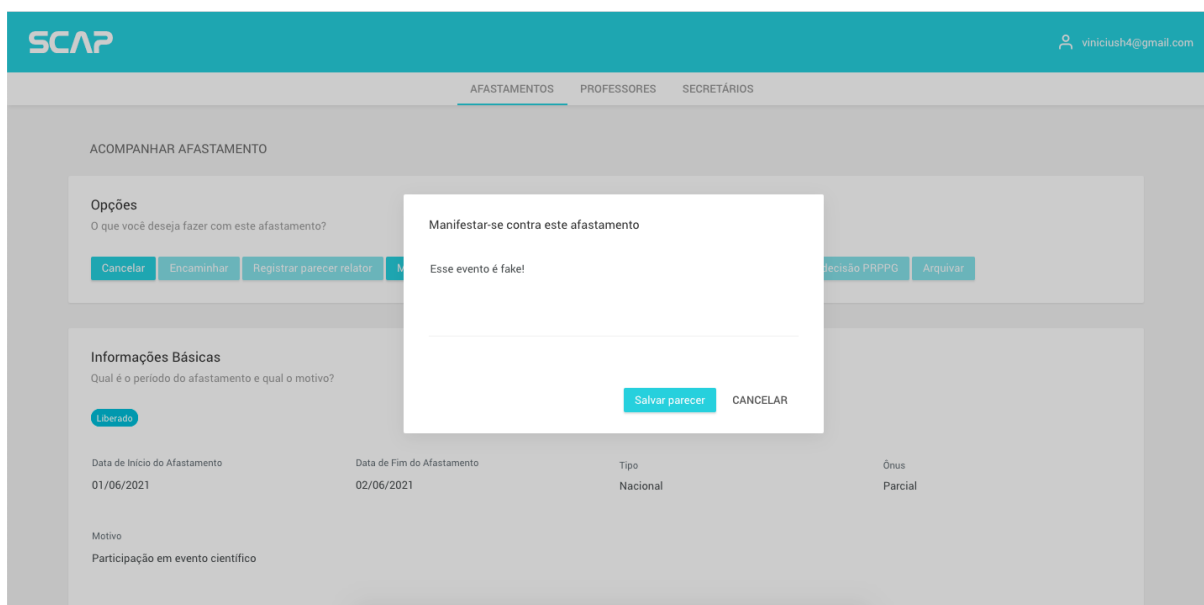 SCAP
viniciush4@gmail.com
AFASTAMENTOS PROFESSORES SECRETÁRIOS
ACOMPANHAR AFASTAMENTO
Opções
O que você deseja fazer com este afastamento?
Cancelar Encaminhar Registrar parecer relator M decisão PRPPG Arquivar
Manifestar-se contra este afastamento
Esse evento é fake!
Salvar parecer CANCELAR
Informações Básicas
Qual é o período do afastamento e qual o motivo?
Liberado
Data de Início do Afastamento Data de Fim do Afastamento Tipo Ônus
01/06/2021 02/06/2021 Nacional Parcial
Motivo
Participação em evento científico